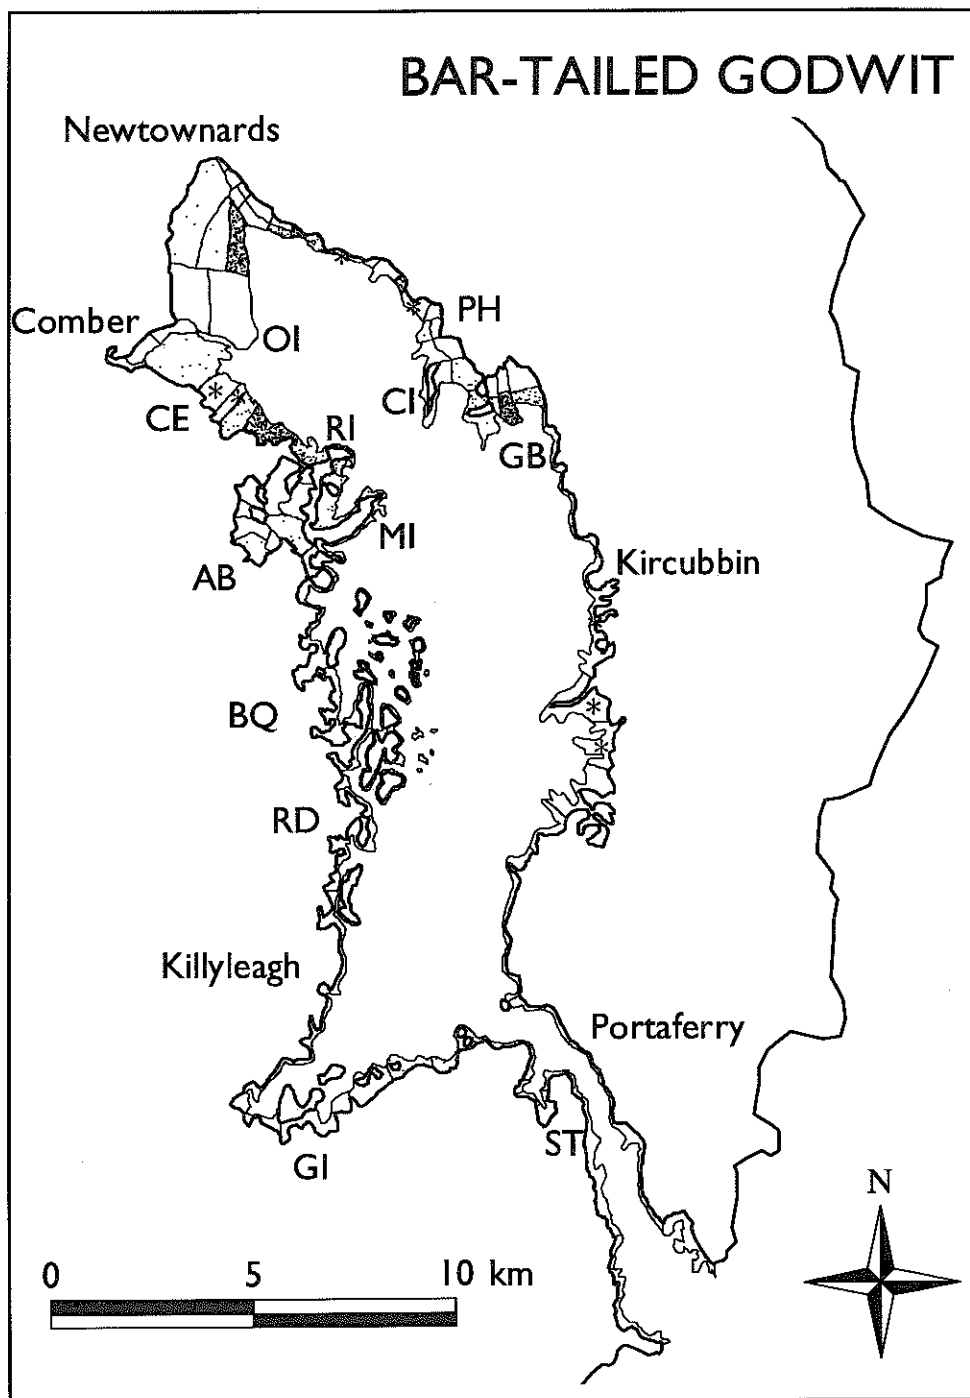 BAR-TAILED GODWIT
Newtownards
Comber
OI
PH
CE
RI
CI
GB
MI
AB
Kircubbin
BQ
RD
Killyleagh
Portaferry
ST
GI
N
0 5 10 km